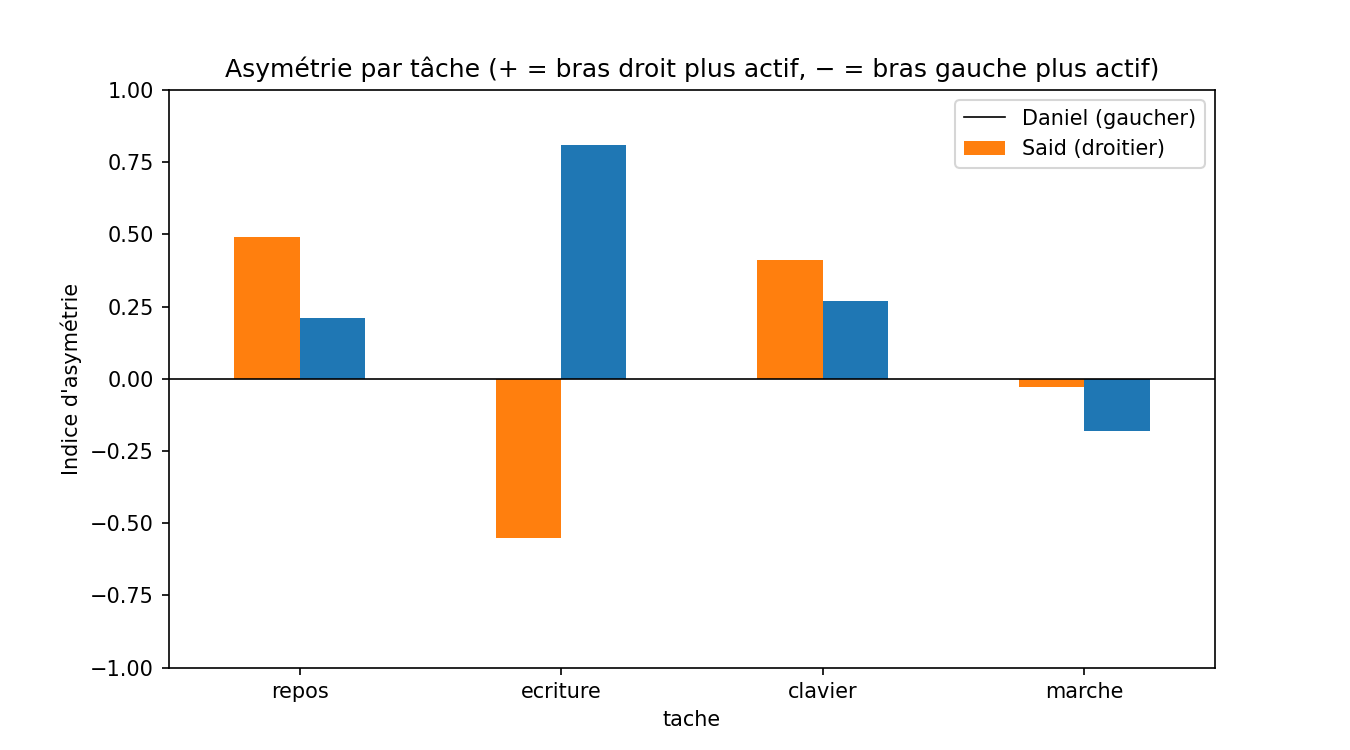 Asymétrie par tâche (+ = bras droit plus actif, − = bras gauche plus actif)
Daniel (gaucher)
Said (droitier)
Indice d'asymétrie
1.00
0.75
0.50
0.25
0.00
−0.25
−0.50
−0.75
−1.00
repos
ecriture
clavier
marche
tache